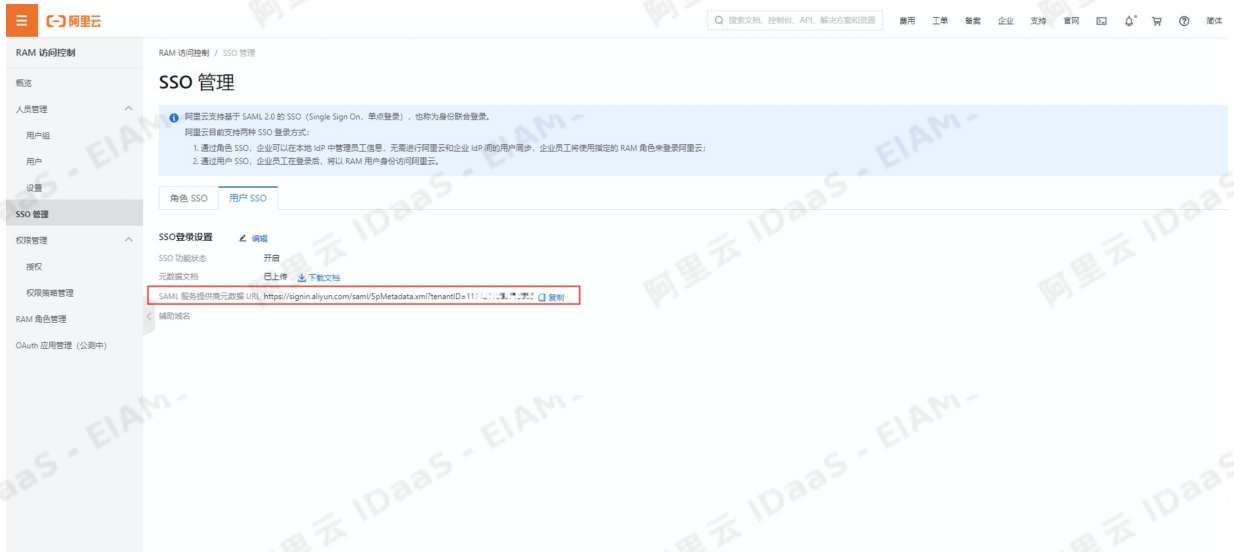 阿里云
搜索文档、控制台、API、解决方案和资源
费用 工单 备案 企业 支持 官网 简体
RAM 访问控制
概览
人员管理
用户组
用户
设置
SSO 管理
权限管理
授权
权限策略管理
RAM 角色管理
OAuth 应用管理（公测中）
RAM 访问控制 / SSO 管理
SSO 管理
阿里云支持基于 SAML 2.0 的 SSO（Single Sign On，单点登录），也称为身份联合登录。
阿里云目前支持两种 SSO 登录方式：
1. 通过角色 SSO，企业可以在本地 IdP 中管理员工信息，无需进行阿里云和企业 IdP 间的用户同步，企业员工将使用指定的 RAM 角色来登录阿里云；
2. 通过用户 SSO，企业员工在登录后，将以 RAM 用户身份访问阿里云。
角色 SSO 用户 SSO
SSO登录设置 编辑
SSO 功能状态 开启
元数据文档 已上传 下载文档
SAML 服务提供商元数据 URL https://signin.aliyun.com/saml/SpMetadata.xml?tenantID= 复制
辅助域名
阿里云 IDaaS - EIAM-